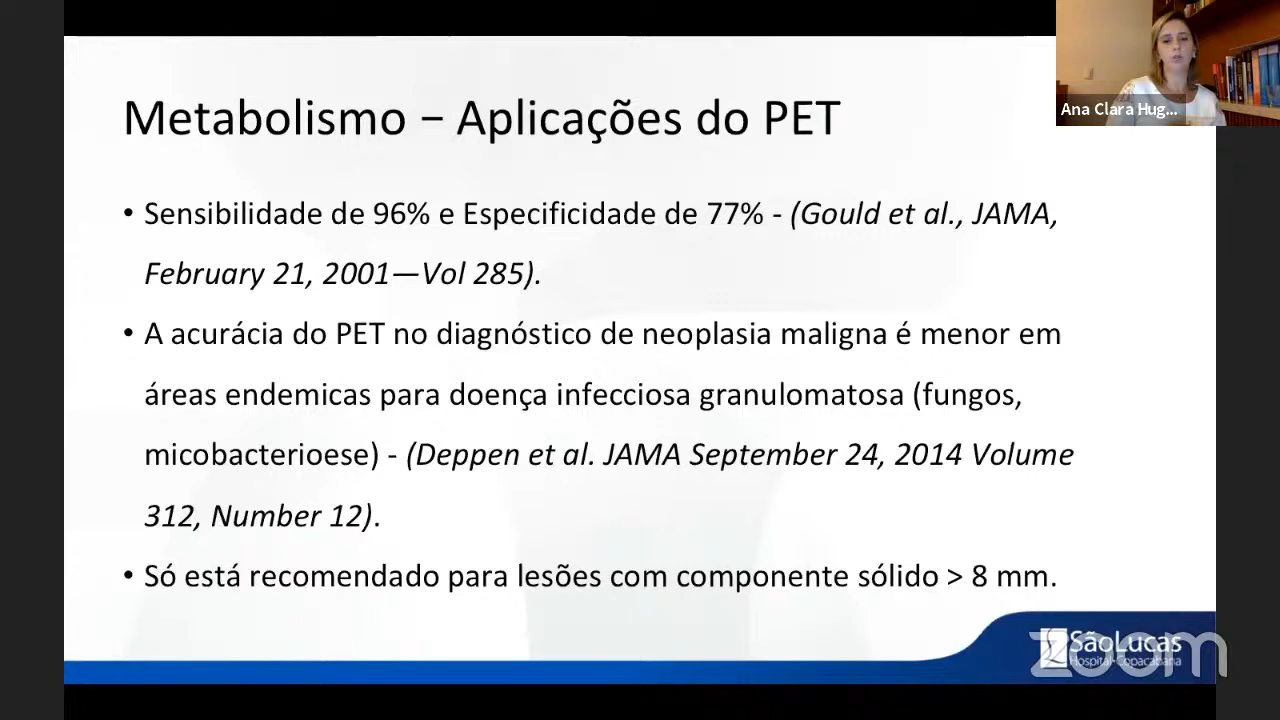 Ana Clara Hug...
Metabolismo – Aplicações do PET
• Sensibilidade de 96% e Especificidade de 77% - (Gould et al., JAMA,
February 21, 2001—Vol 285).
• A acurácia do PET no diagnóstico de neoplasia maligna é menor em
áreas endemicas para doença infecciosa granulomatosa (fungos,
micobacterioese) - (Deppen et al. JAMA September 24, 2014 Volume
312, Number 12).
• Só está recomendado para lesões com componente sólido > 8 mm.
SãoLucas
Hospital•Copacabana
zoom